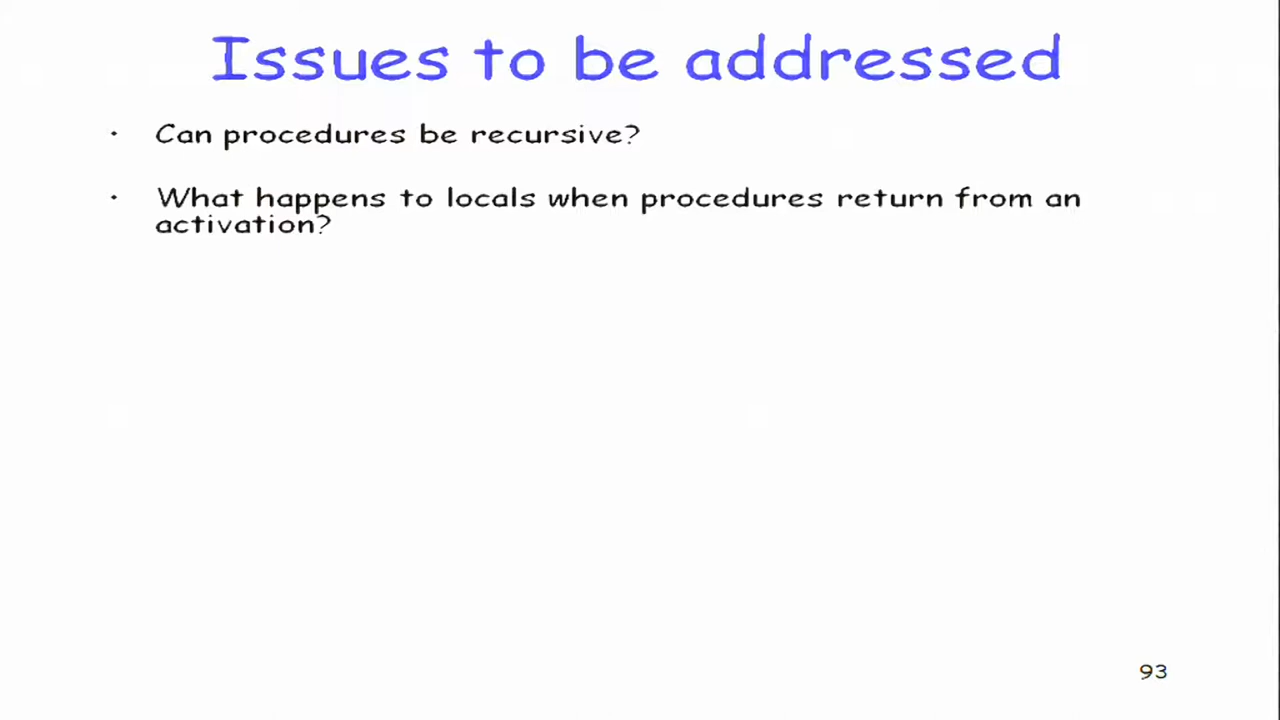 Issues to be addressed
· Can procedures be recursive?
· What happens to locals when procedures return from an
activation?
93